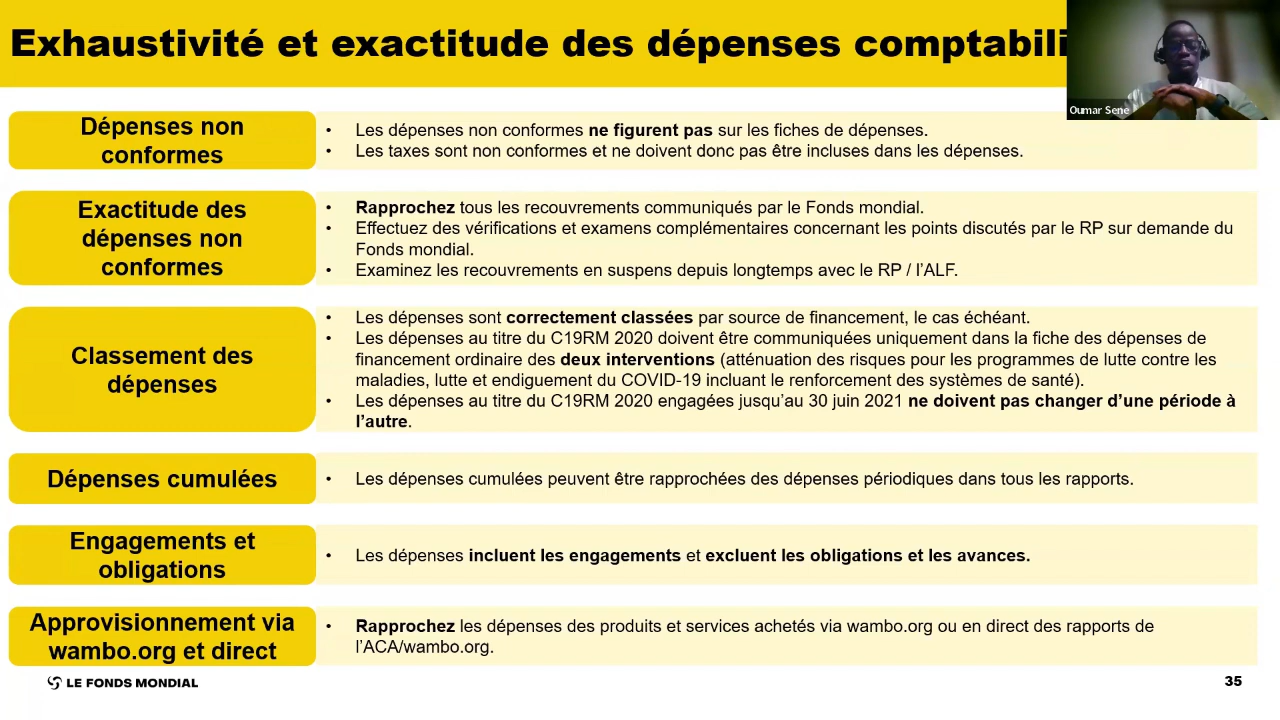 Exhaustivité et exactitude des dépenses comptabili
Oumar Sene
Dépenses non
conformes
• Les dépenses non conformes ne figurent pas sur les fiches de dépenses.
• Les taxes sont non conformes et ne doivent donc pas être incluses dans les dépenses.
Exactitude des
dépenses non
conformes
• Rapprochez tous les recouvrements communiqués par le Fonds mondial.
• Effectuez des vérifications et examens complémentaires concernant les points discutés par le RP sur demande du
Fonds mondial.
• Examinez les recouvrements en suspens depuis longtemps avec le RP / l’ALF.
Classement des
dépenses
• Les dépenses sont correctement classées par source de financement, le cas échéant.
• Les dépenses au titre du C19RM 2020 doivent être communiquées uniquement dans la fiche des dépenses de
financement ordinaire des deux interventions (atténuation des risques pour les programmes de lutte contre les
maladies, lutte et endiguement du COVID-19 incluant le renforcement des systèmes de santé).
• Les dépenses au titre du C19RM 2020 engagées jusqu’au 30 juin 2021 ne doivent pas changer d’une période à
l’autre.
Dépenses cumulées
• Les dépenses cumulées peuvent être rapprochées des dépenses périodiques dans tous les rapports.
Engagements et
obligations
• Les dépenses incluent les engagements et excluent les obligations et les avances.
Approvisionnement via
wambo.org et direct
• Rapprochez les dépenses des produits et services achetés via wambo.org ou en direct des rapports de
l’ACA/wambo.org.
LE FONDS MONDIAL
35